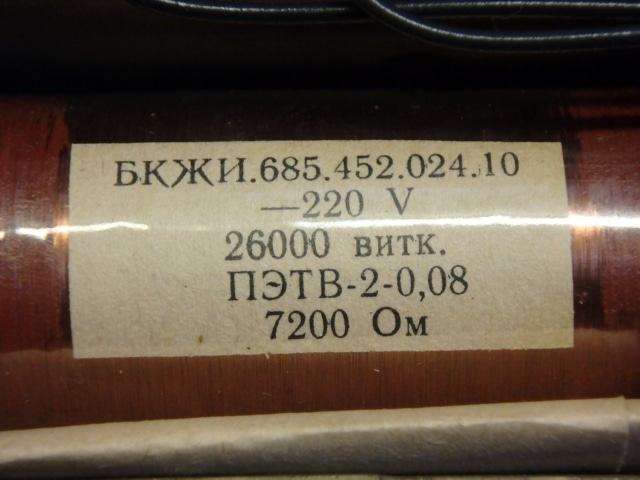 БКЖИ.685.452.024.10
—220 V
26000 витк.
ПЭТВ-2-0,08
7200 Ом